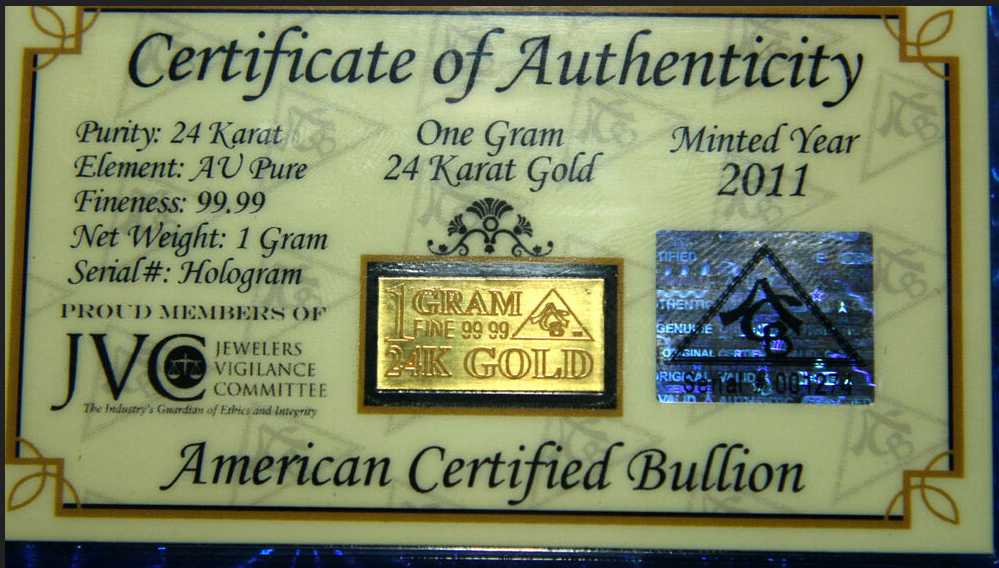 Certificate of Authenticity
Purity: 24 Karat
Element: AU Pure
Fineness: 99.99
Net Weight: 1 Gram
Serial#: Hologram
PROUD MEMBERS OF
JVC
JEWELERS
VIGILANCE
COMMITTEE
The Industry's Guardian of Ethics and Integrity
One Gram
24 Karat Gold
1 GRAM
FINE 99 99
24K GOLD
Minted Year
2011
GENUINE
Serial #
American Certified Bullion